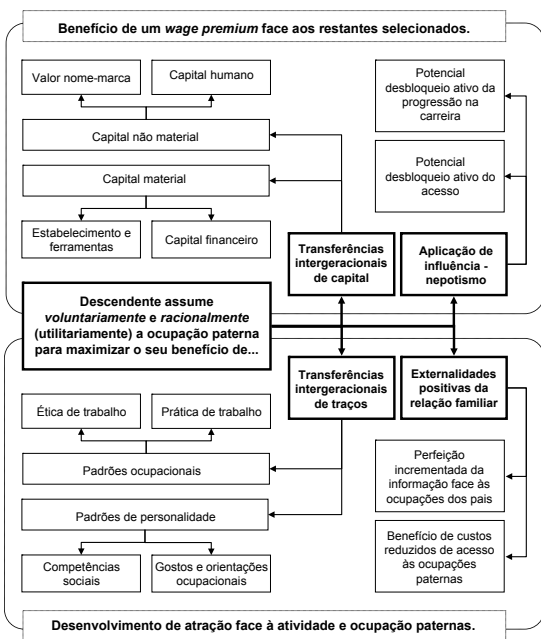 Benefício de um wage premium face aos restantes selecionados.
Valor nome-marca
Capital humano
Capital não material
Capital material
Estabelecimento e
ferramentas
Capital financeiro
Potencial
desbloqueio ativo da
progressão na
carreira
Potencial
desbloqueio ativo do
acesso
Transferências
intergeracionais
de capital
Aplicação de
influência -
nepotismo
Descendente assume
voluntariamente e racionalmente
(utilitariamente) a ocupação paterna
para maximizar o seu benefício de...
Transferências
intergeracionais
de traços
Externalidades
positivas da
relação familiar
Ética de trabalho
Prática de trabalho
Padrões ocupacionais
Padrões de personalidade
Competências
sociais
Gostos e orientações
ocupacionais
Perfeição
incrementada da
informação face às
ocupações dos pais
Benefício de custos
reduzidos de acesso
às ocupações
paternas
Desenvolvimento de atração face à atividade e ocupação paternas.